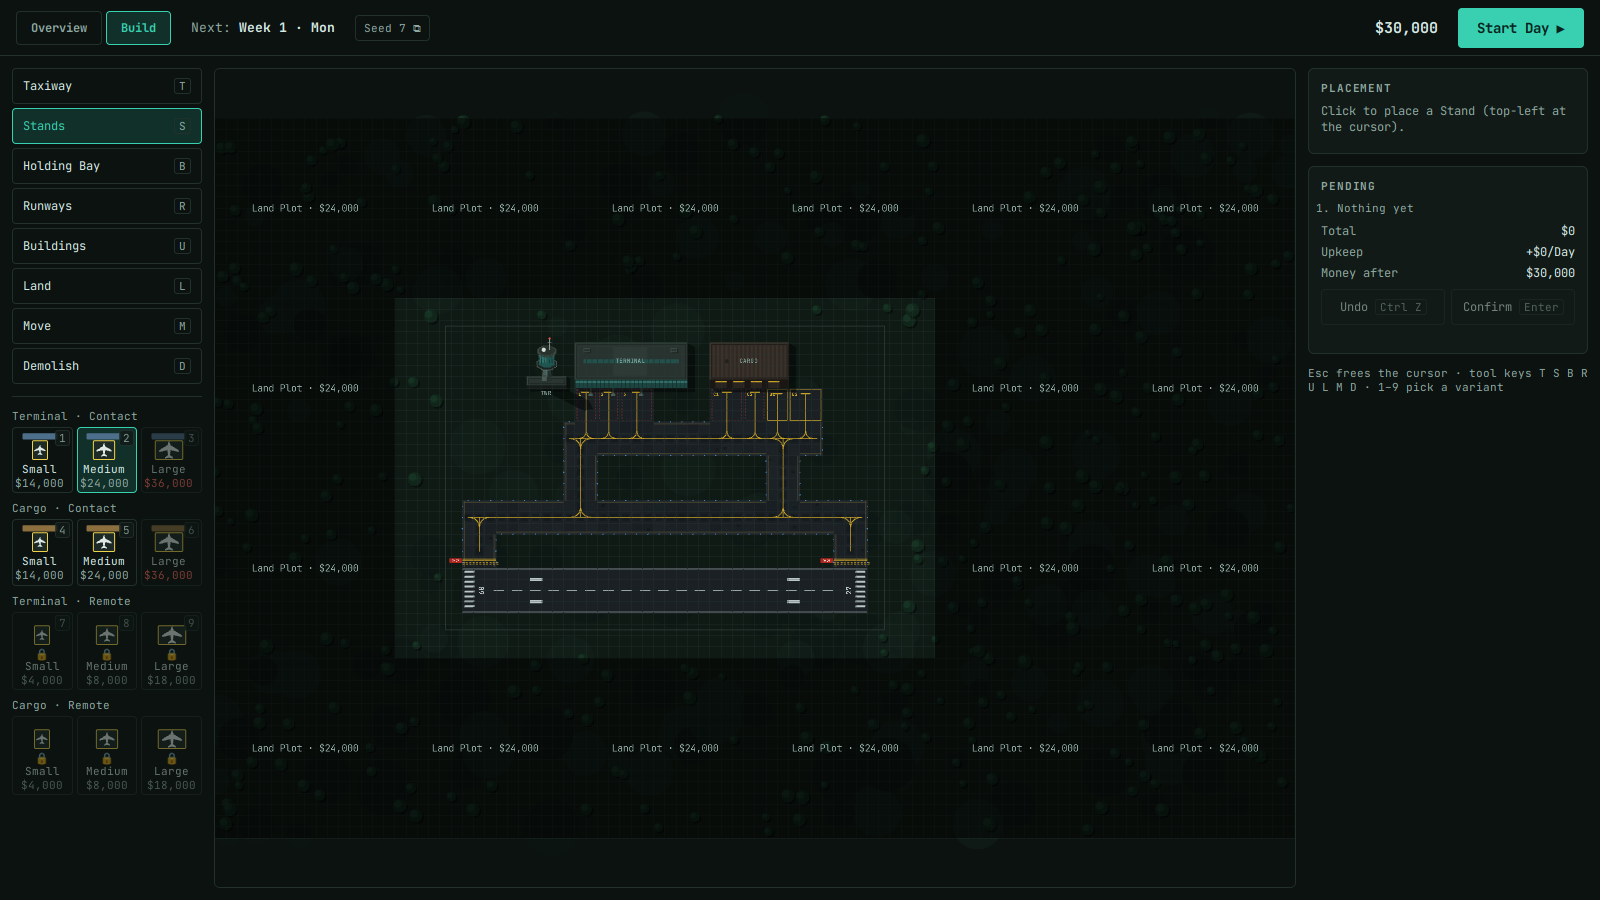 Overview
Build
Next: Week 1 · Mon
Seed 7
$30,000
Start Day ▶
Taxiway T
Stands S
Holding Bay B
Runways R
Buildings U
Land L
Move M
Demolish D
Terminal · Contact
1 Small $14,000
2 Medium $24,000
3 Large $36,000
Cargo · Contact
4 Small $14,000
5 Medium $24,000
6 Large $36,000
Terminal · Remote
7 Small $4,000
8 Medium $8,000
9 Large $18,000
Cargo · Remote
Small $4,000
Medium $8,000
Large $18,000
Land Plot · $24,000
Land Plot · $24,000
Land Plot · $24,000
Land Plot · $24,000
Land Plot · $24,000
Land Plot · $24,000
TERMINAL
CARGO
TWR
Land Plot · $24,000
Land Plot · $24,000
Land Plot · $24,000
Land Plot · $24,000
Land Plot · $24,000
Land Plot · $24,000
09
27
Land Plot · $24,000
Land Plot · $24,000
Land Plot · $24,000
Land Plot · $24,000
Land Plot · $24,000
Land Plot · $24,000
PLACEMENT
Click to place a Stand (top-left at
the cursor).
PENDING
1. Nothing yet
Total $0
Upkeep +$0/Day
Money after $30,000
Undo Ctrl Z
Confirm Enter
Esc frees the cursor · tool keys T S B R
U L M D · 1–9 pick a variant